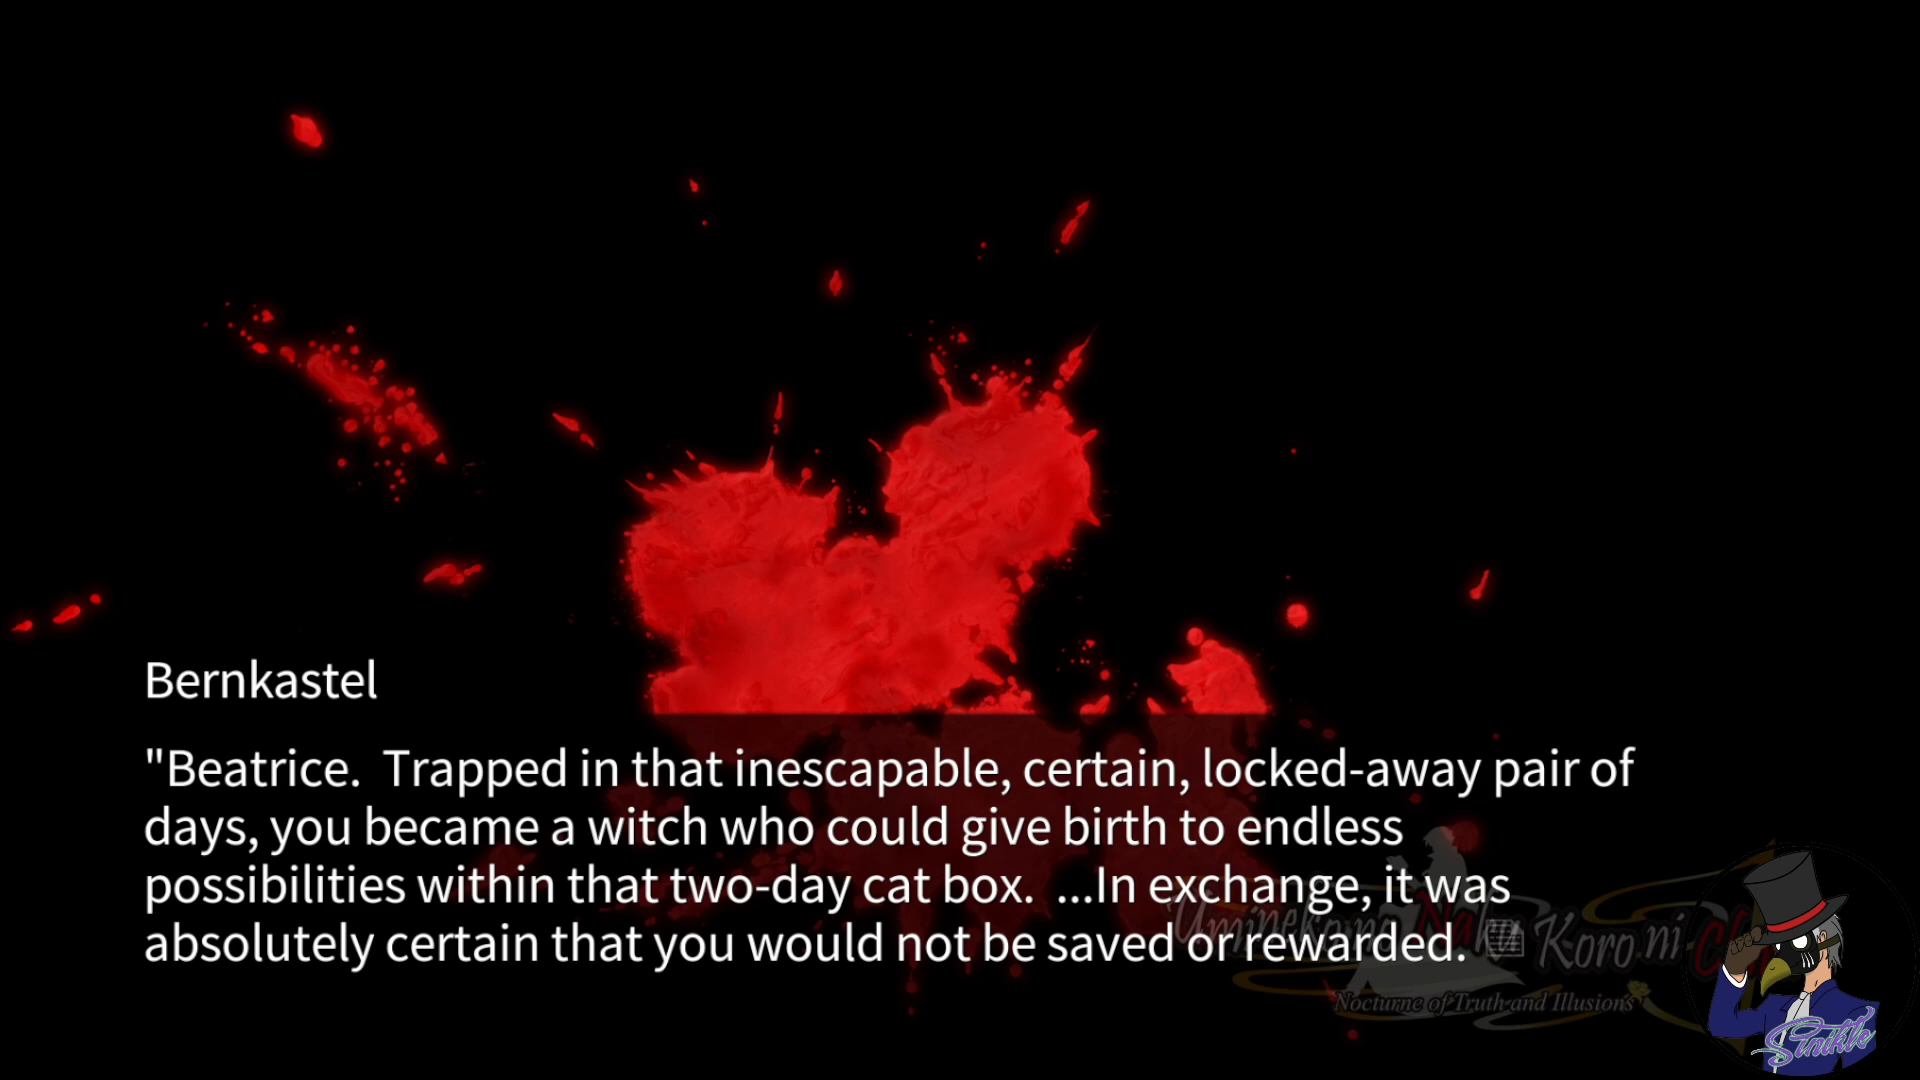 Bernkastel
"Beatrice.  Trapped in that inescapable, certain, locked-away pair of
days, you became a witch who could give birth to endless
possibilities within that two-day cat box.  ...In exchange, it was
absolutely certain that you would not be saved or rewarded.
Umineko no Naku Koro ni
Nocturne of Truth and Illusions
Sinikle